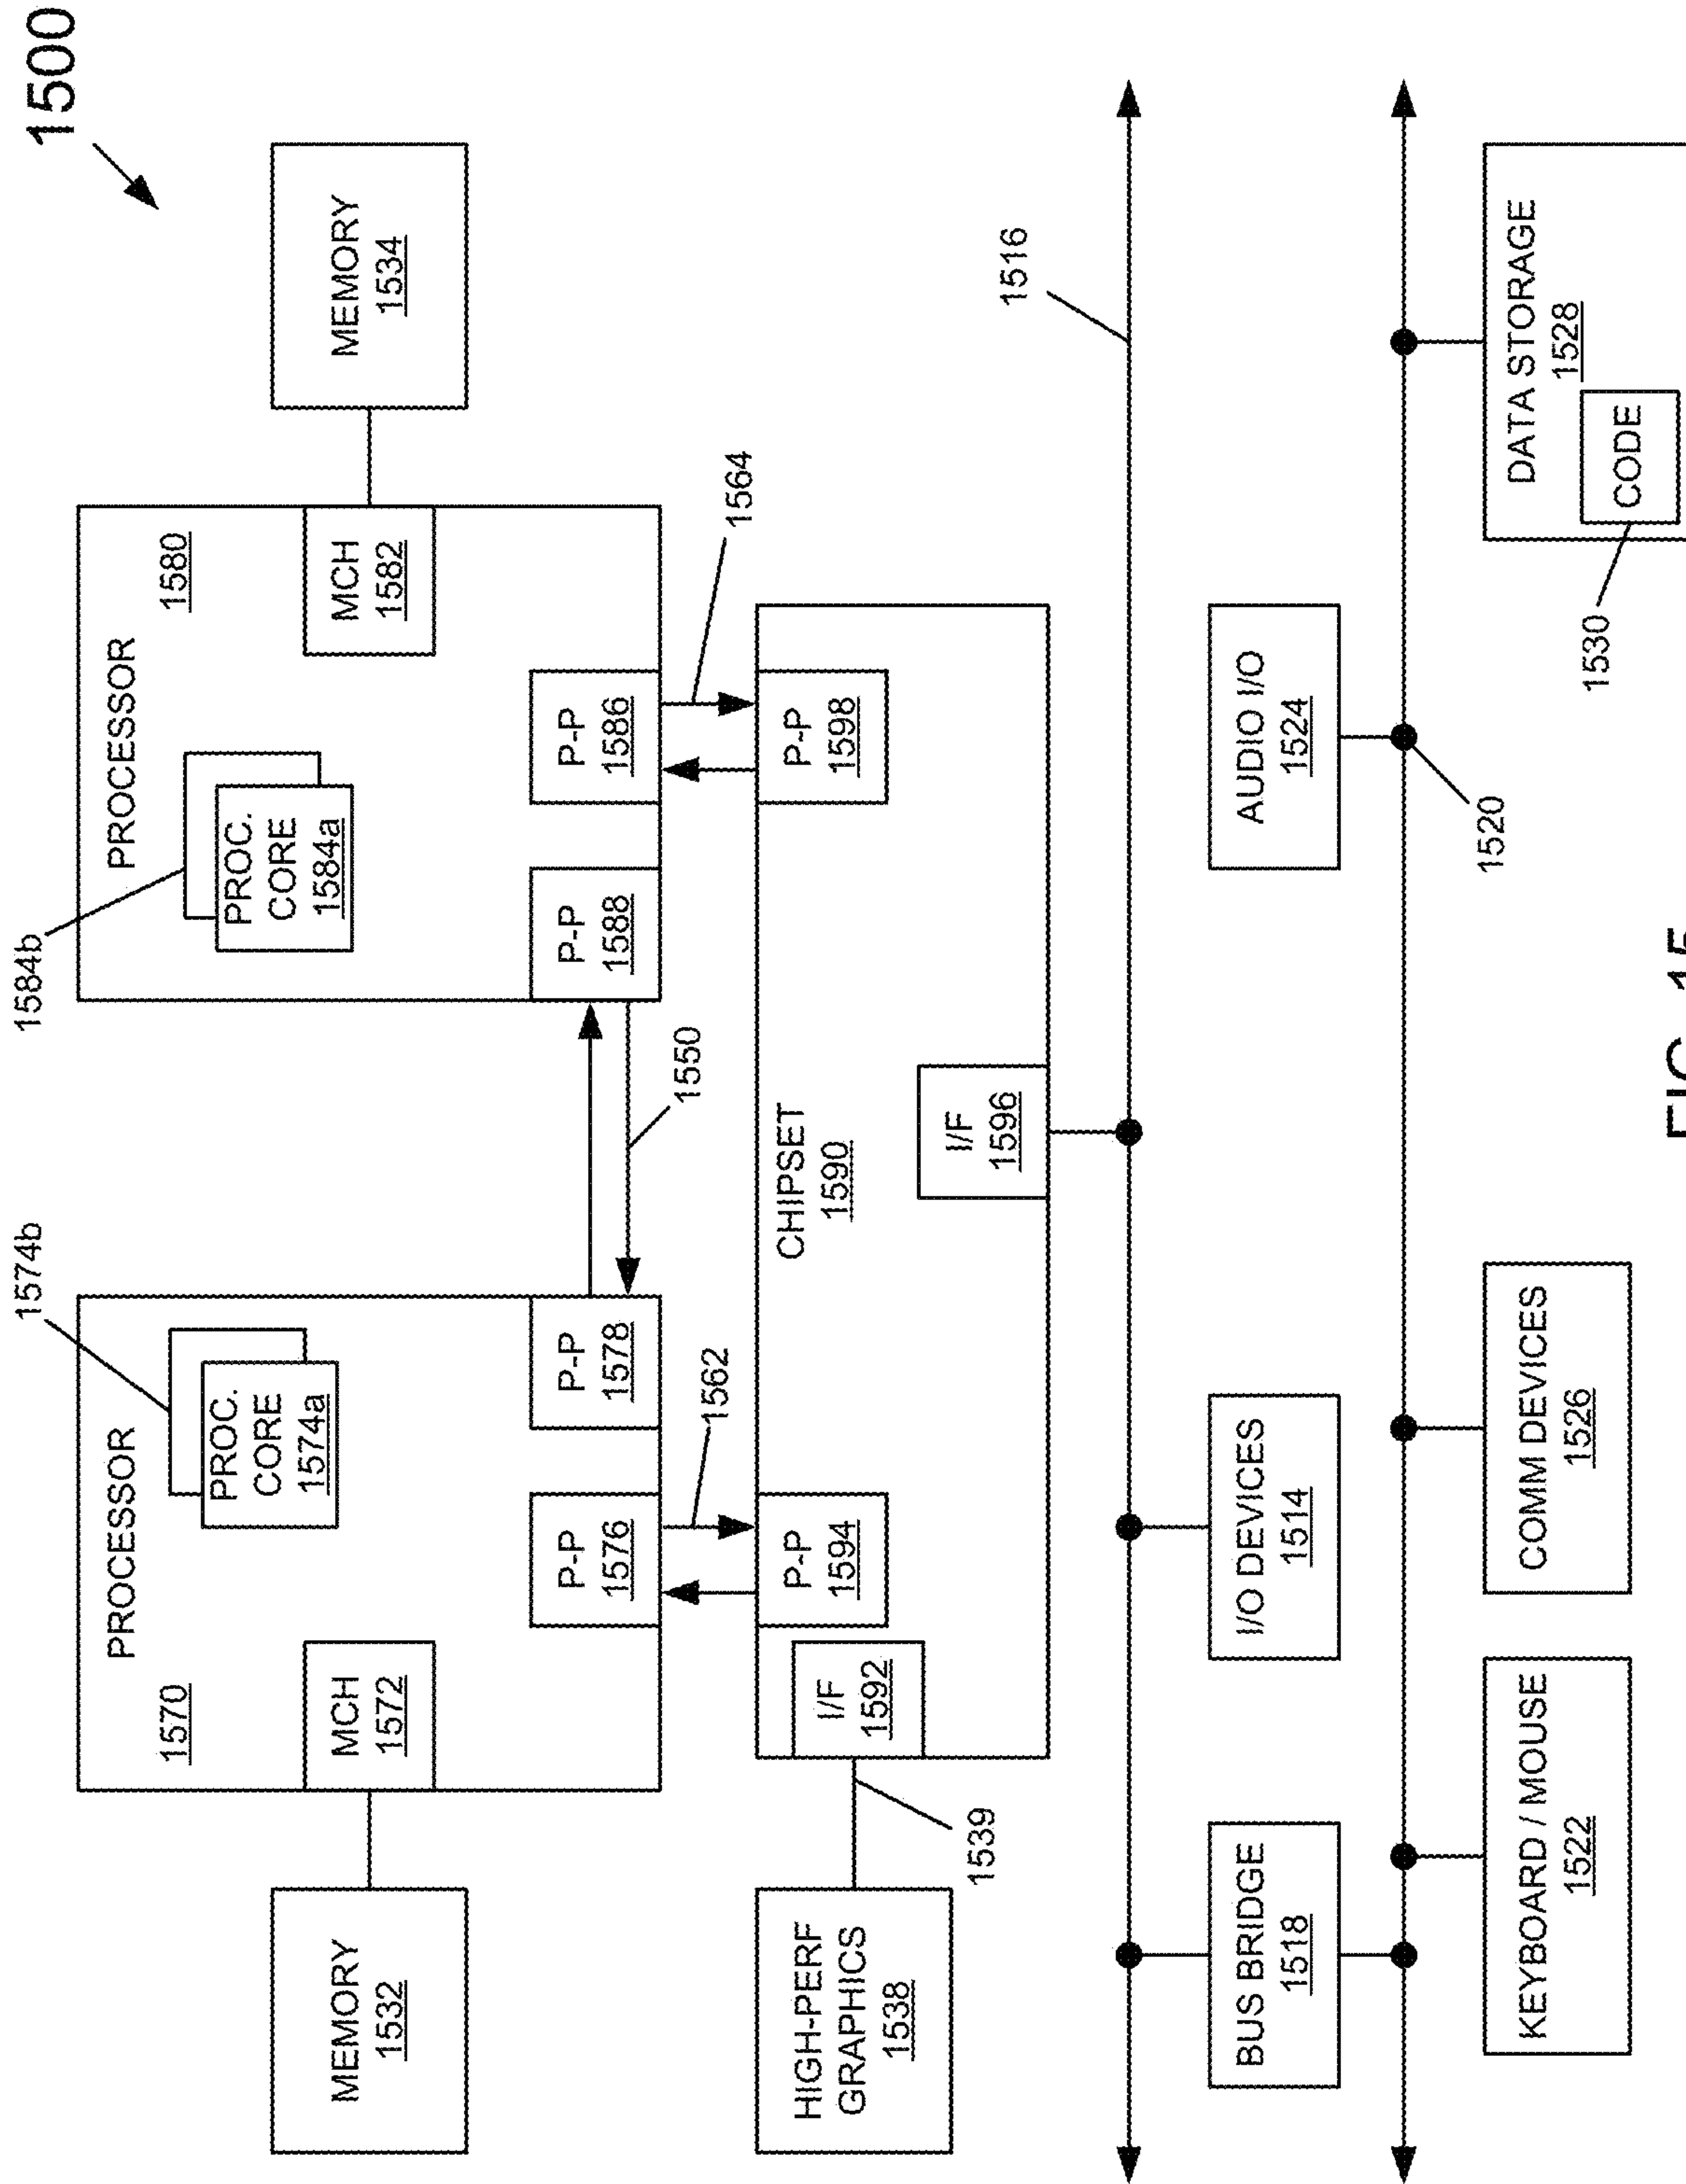 1500
1574b
1584b
PROCESSOR
1570
PROC.
CORE
1574a
MCH
1572
P-P
1576
P-P
1578
MEMORY
1532
PROCESSOR
1580
PROC.
CORE
1584a
MCH
1582
P-P
1588
P-P
1586
MEMORY
1534
1550
1562
1564
HIGH-PERF
GRAPHICS
1538
1539
I/F
1592
P-P
1594
CHIPSET
1590
P-P
1598
I/F
1596
1516
BUS BRIDGE
1518
I/O DEVICES
1514
AUDIO I/O
1524
1520
KEYBOARD / MOUSE
1522
COMM DEVICES
1526
DATA STORAGE
1528
CODE
1530
FIG. 15